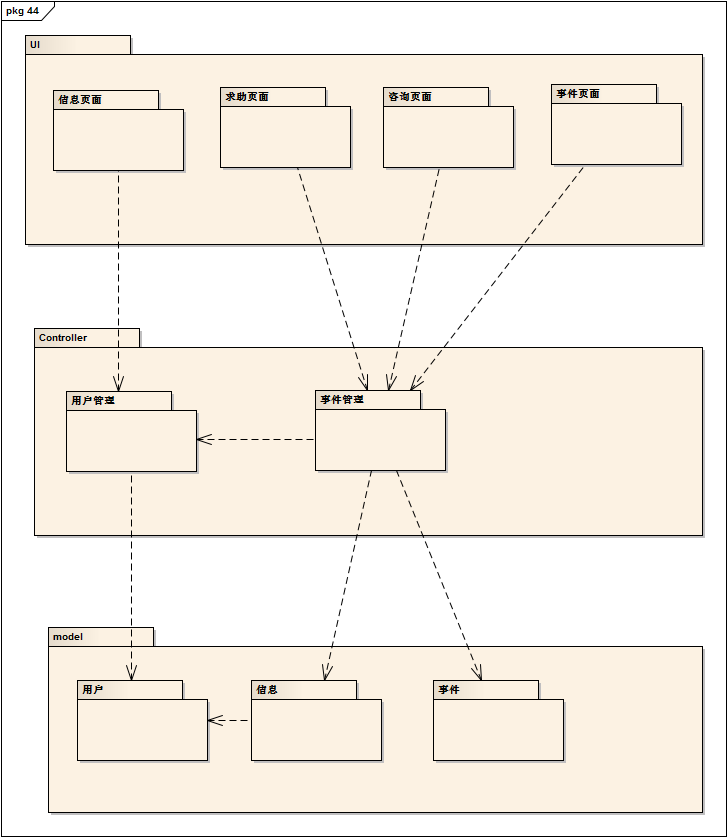 pkg 44
UI
信息页面
求助页面
咨询页面
事件页面
Controller
用户管理
事件管理
model
用户
信息
事件